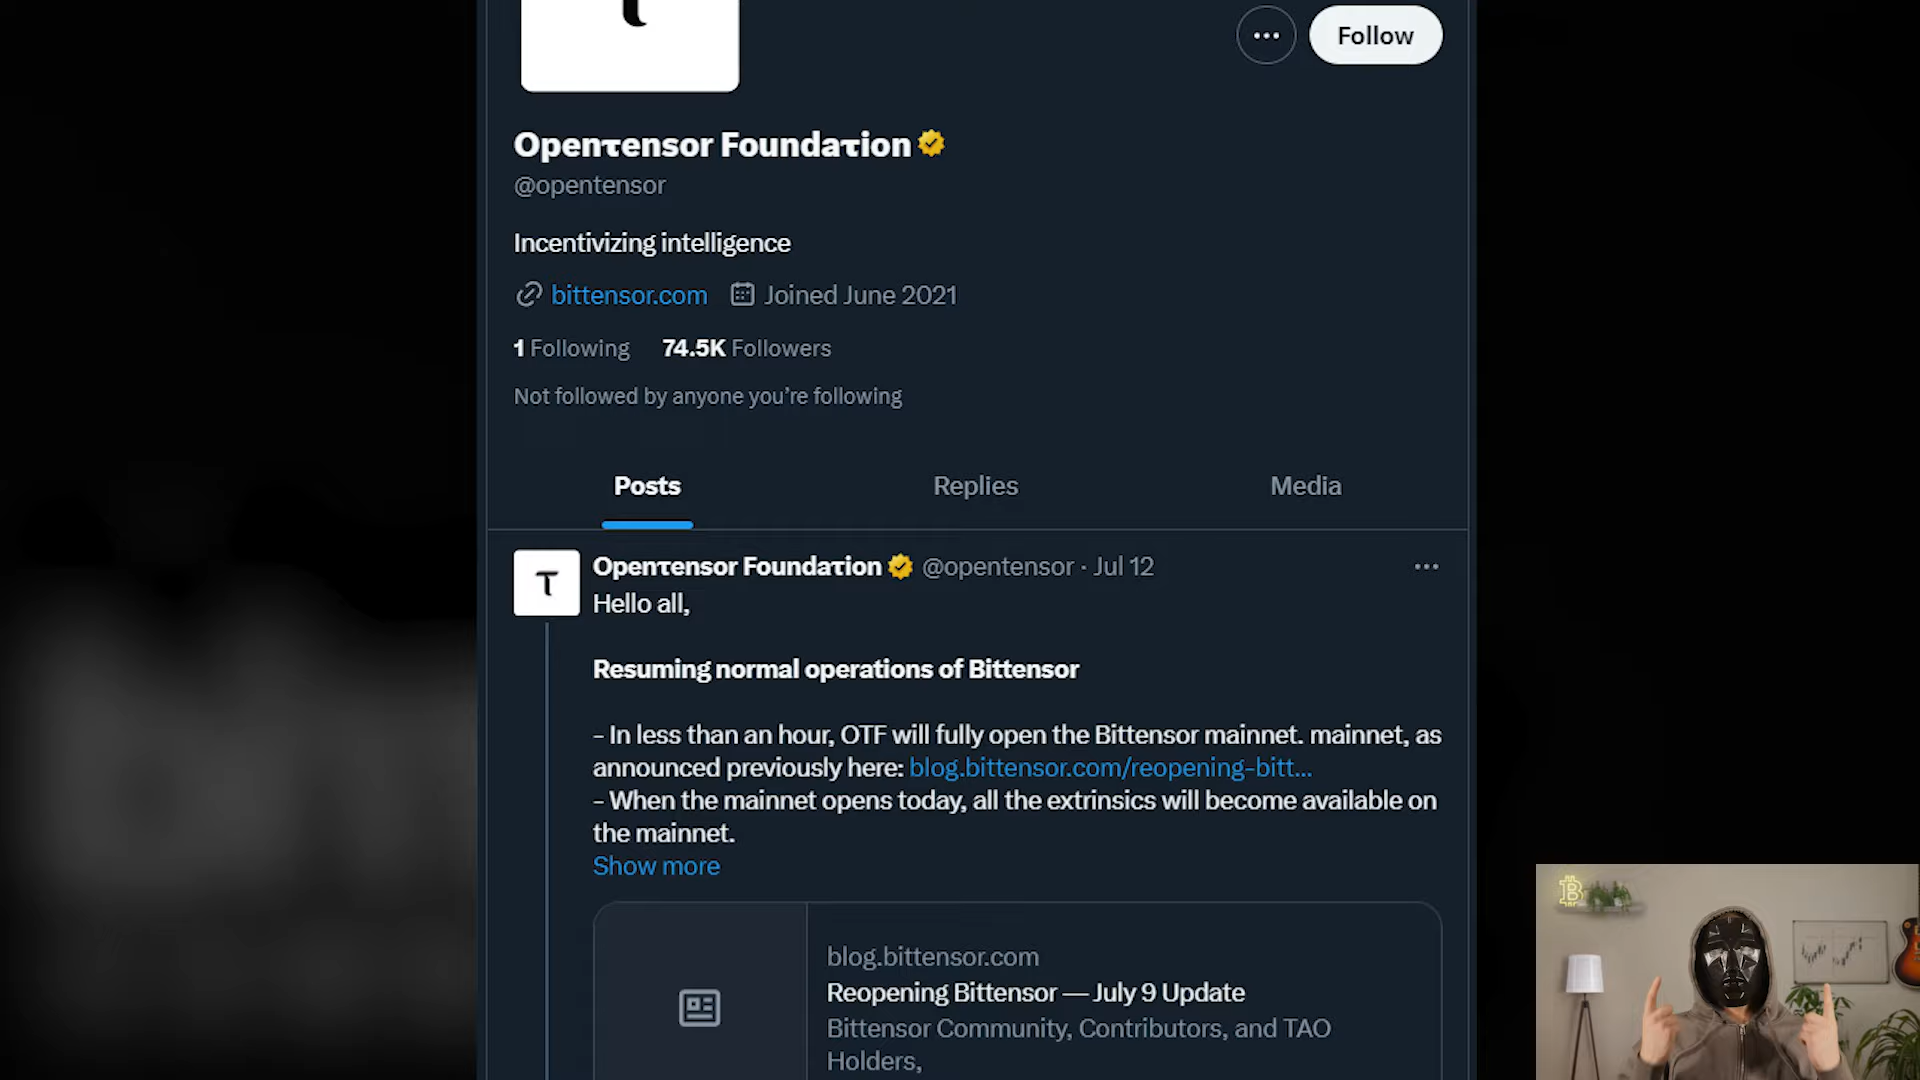 Follow
Openτensor Foundaτion
@opentensor
Incentivizing intelligence
bittensor.com Joined June 2021
1 Following 74.5K Followers
Not followed by anyone you’re following
Posts Replies Media
Openτensor Foundaτion @opentensor · Jul 12
Hello all,
Resuming normal operations of Bittensor
- In less than an hour, OTF will fully open the Bittensor mainnet. mainnet, as
announced previously here: blog.bittensor.com/reopening-bitt...
- When the mainnet opens today, all the extrinsics will become available on
the mainnet.
Show more
blog.bittensor.com
Reopening Bittensor — July 9 Update
Bittensor Community, Contributors, and TAO
Holders,